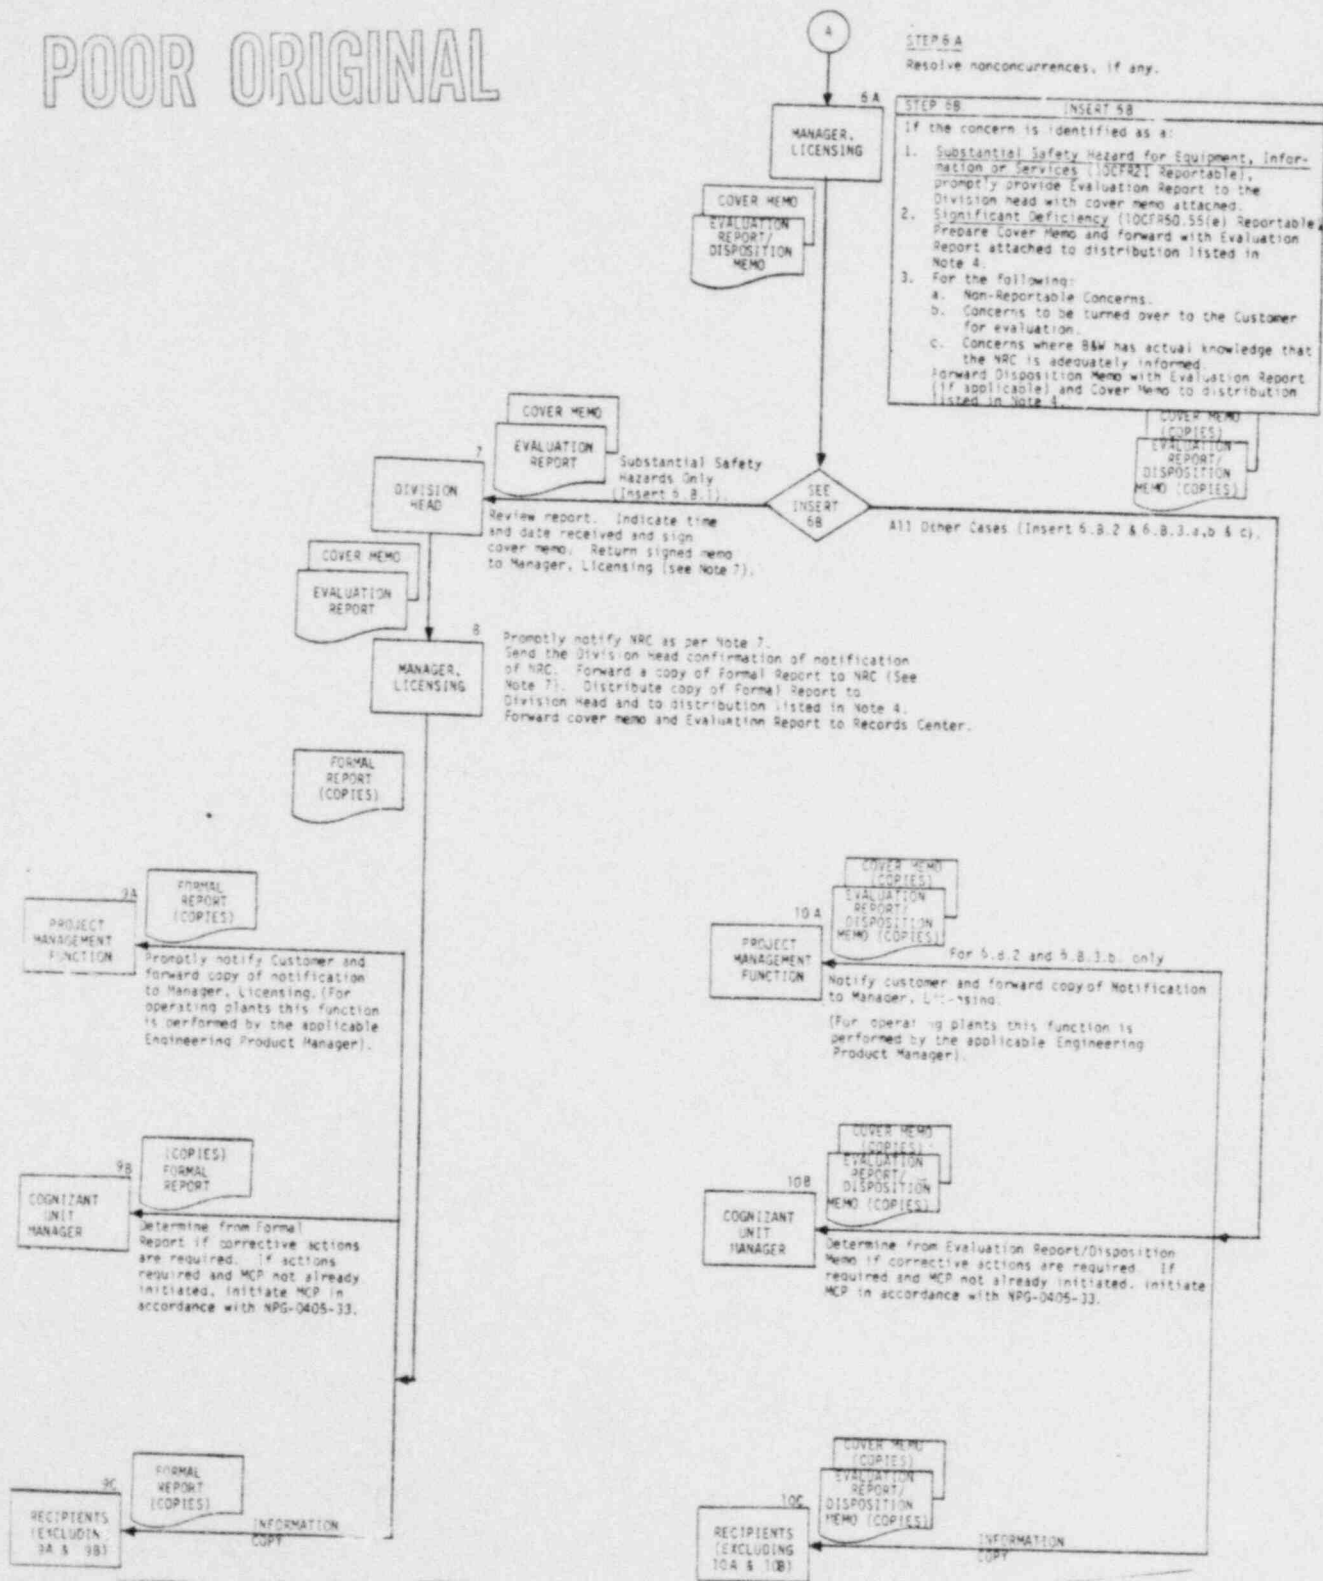 POOR ORIGINAL
A
STEP 6 A
Resolve nonconcurrences, if any.
6A
MANAGER,
LICENSING
STEP 6B INSERT 6B
If the concern is identified as a:
1. Substantial Safety Hazard for Equipment, Infor-
mation or Services (10CFR21 Reportable),
promptly provide Evaluation Report to the
Division head with cover memo attached.
2. Significant Deficiency (10CFR50.55(e) Reportable),
Prepare Cover Memo and forward with Evaluation
Report attached to distribution listed in
Note 4.
3. For the following:
a. Non-Reportable Concerns.
b. Concerns to be turned over to the Customer
for evaluation.
c. Concerns where B&W has actual knowledge that
the NRC is adequately informed.
Forward Disposition Memo with Evaluation Report
(if applicable) and Cover Memo to distribution
listed in Note 4.
COVER MEMO
EVALUATION
REPORT/
DISPOSITION
MEMO
COVER MEMO
(COPIES)
EVALUATION
REPORT/
DISPOSITION
MEMO (COPIES)
COVER MEMO
EVALUATION
REPORT
7
DIVISION
HEAD
Substantial Safety
Hazards Only
(Insert 6.B.1).
SEE
INSERT
6B
All Other Cases (Insert 6.B.2 & 6.B.3.a,b & c).
Review report. Indicate time
and date received and sign
cover memo. Return signed memo
to Manager, Licensing (see Note 7).
COVER MEMO
EVALUATION
REPORT
8
MANAGER,
LICENSING
Promptly notify NRC as per Note 7.
Send the Division Head confirmation of notification
of NRC. Forward a copy of Formal Report to NRC (See
Note 7). Distribute copy of Formal Report to
Division Head and to distribution listed in Note 4.
Forward cover memo and Evaluation Report to Records Center.
FORMAL
REPORT
(COPIES)
9A
PROJECT
MANAGEMENT
FUNCTION
FORMAL
REPORT
(COPIES)
Promptly notify Customer and
forward copy of notification
to Manager, Licensing. (For
operating plants this function
is performed by the applicable
Engineering Product Manager).
10A
PROJECT
MANAGEMENT
FUNCTION
COVER MEMO
(COPIES)
EVALUATION
REPORT/
DISPOSITION
MEMO (COPIES)
For 6.B.2 and 6.B.3.b. only
Notify customer and forward copy of Notification
to Manager,
(For plants this function is
performed by the applicable Engineering
Product Manager).
9B
COGNIZANT
UNIT
MANAGER
(COPIES)
FORMAL
REPORT
Determine from Formal
Report if corrective actions
are required. If actions
required and MCP not already
initiated, initiate MCP in
accordance with NPG-0405-33.
10B
COGNIZANT
UNIT
MANAGER
COVER MEMO
(COPIES)
EVALUATION
REPORT/
DISPOSITION
MEMO (COPIES)
Determine from Evaluation Report/Disposition
Memo if corrective actions are required. If
required and MCP not already initiated, initiate
MCP in accordance with NPG-0405-33.
9C
RECIPIENTS
9A & 9B)
FORMAL
REPORT
(COPIES)
INFORMATION
COPY
10C
RECIPIENTS
(EXCLUDING
10A & 10B)
COVER MEMO
(COPIES)
EVALUATION
REPORT/
DISPOSITION
MEMO (COPIES)
INFORMATION
COPY